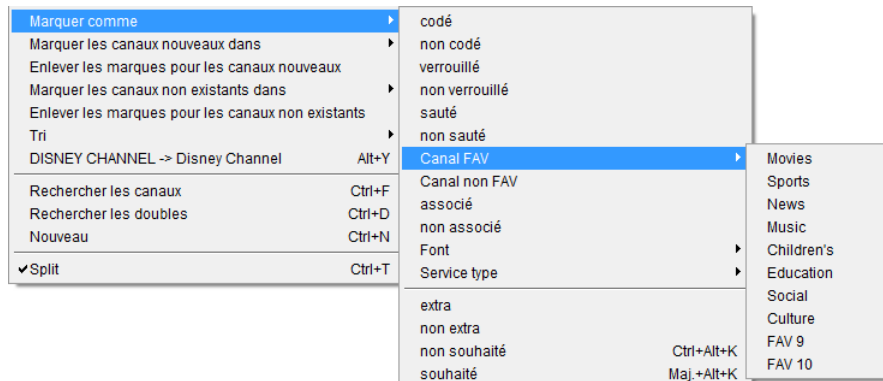 Marquer comme
Marquer les canaux nouveaux dans
Enlever les marques pour les canaux nouveaux
Marquer les canaux non existants dans
Enlever les marques pour les canaux non existants
Tri
DISNEY CHANNEL -> Disney Channel Alt+Y
Rechercher les canaux Ctrl+F
Rechercher les doubles Ctrl+D
Nouveau Ctrl+N
Split Ctrl+T
codé
non codé
verrouillé
non verrouillé
sauté
non sauté
Canal FAV
Canal non FAV
associé
non associé
Font
Service type
extra
non extra
non souhaité Ctrl+Alt+K
souhaité Maj.+Alt+K
Movies
Sports
News
Music
Children's
Education
Social
Culture
FAV 9
FAV 10